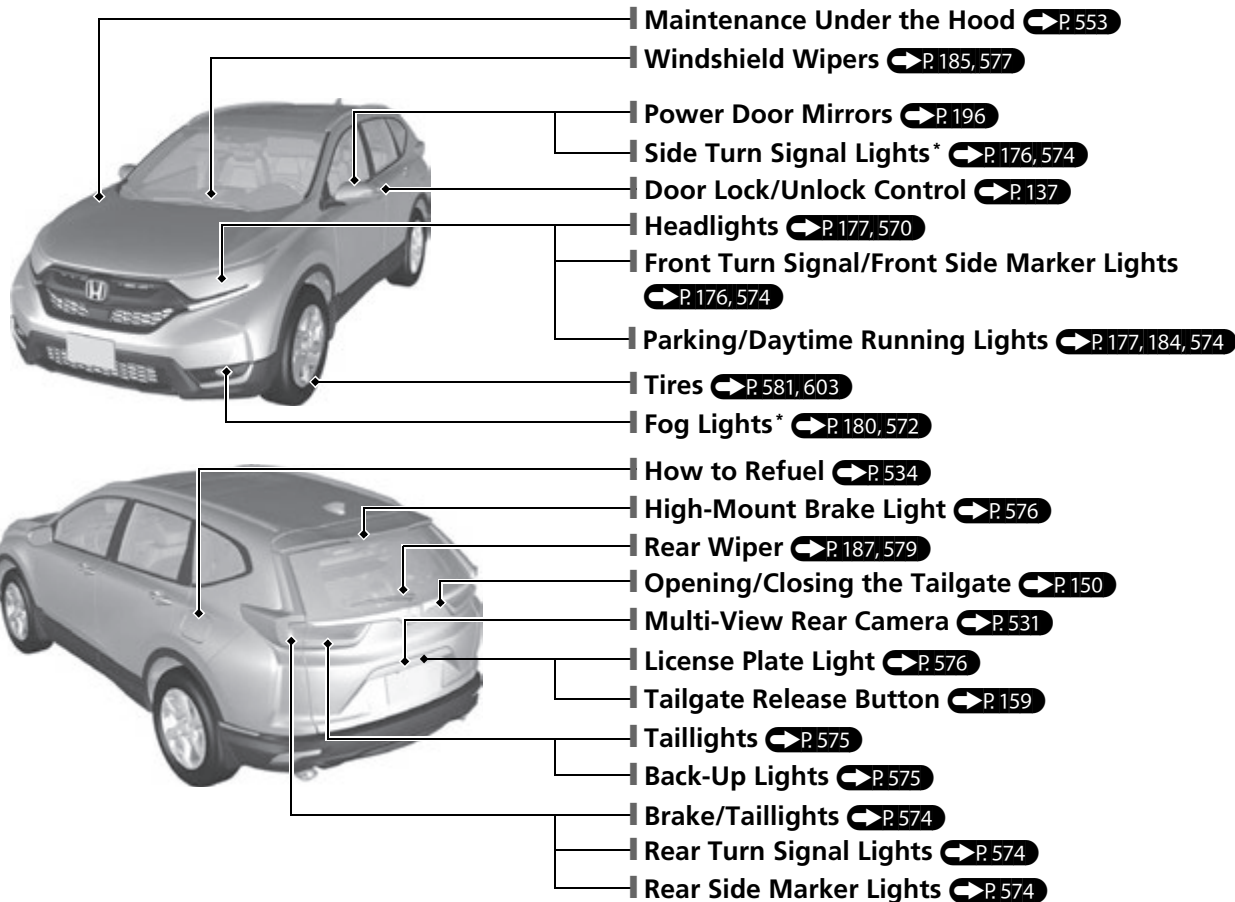 Maintenance Under the Hood P. 553
Windshield Wipers P. 185, 577
Power Door Mirrors P. 196
Side Turn Signal Lights* P. 176, 574
Door Lock/Unlock Control P. 137
Headlights P. 177, 570
Front Turn Signal/Front Side Marker Lights
P. 176, 574
Parking/Daytime Running Lights P. 177, 184, 574
Tires P. 581, 603
Fog Lights* P. 180, 572
How to Refuel P. 534
High-Mount Brake Light P. 576
Rear Wiper P. 187, 579
Opening/Closing the Tailgate P. 150
Multi-View Rear Camera P. 531
License Plate Light P. 576
Tailgate Release Button P. 159
Taillights P. 575
Back-Up Lights P. 575
Brake/Taillights P. 574
Rear Turn Signal Lights P. 574
Rear Side Marker Lights P. 574